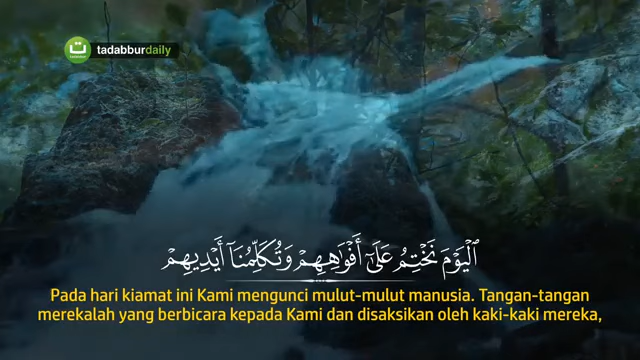 tadabburdaily
ٱلْيَوْمَ نَخْتِمُ عَلَىٰٓ أَفْوَٰهِهِمْ وَتُكَلِّمُنَآ أَيْدِيهِمْ
Pada hari kiamat ini Kami mengunci mulut-mulut manusia. Tangan-tangan
merekalah yang berbicara kepada Kami dan disaksikan oleh kaki-kaki mereka,